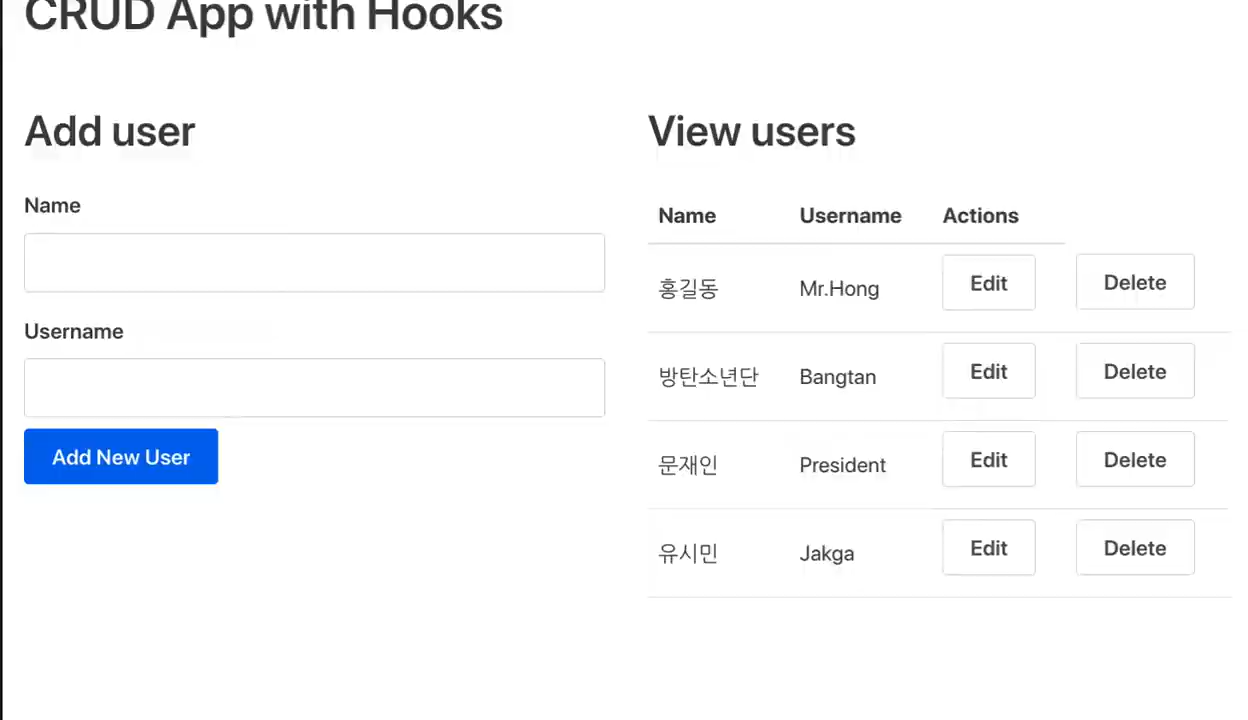 CRUD App with Hooks
Add user
Name
Username
Add New User
View users
Name Username Actions
홍길동 Mr.Hong Edit Delete
방탄소년단 Bangtan Edit Delete
문재인 President Edit Delete
유시민 Jakga Edit Delete